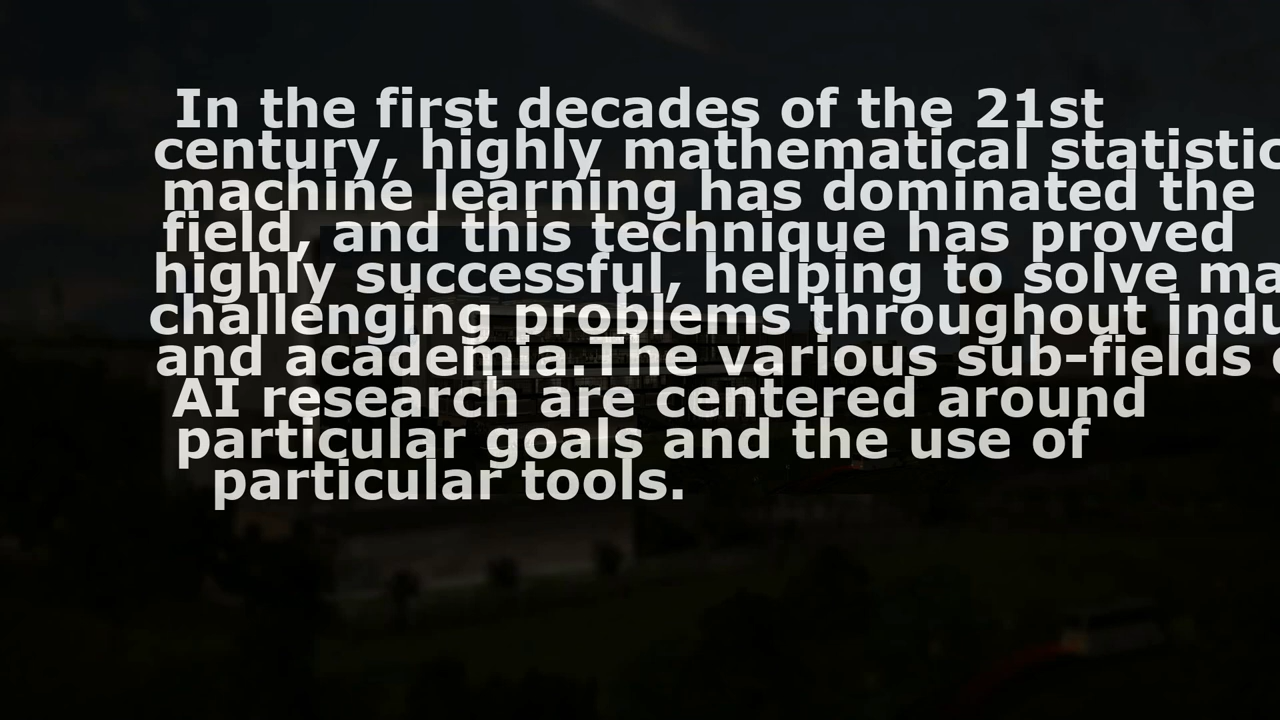 In the first decades of the 21st
century, highly mathematical statistic
machine learning has dominated the
field, and this technique has proved
highly successful, helping to solve ma
challenging problems throughout indu
and academia.The various sub-fields
AI research are centered around
particular goals and the use of
particular tools.